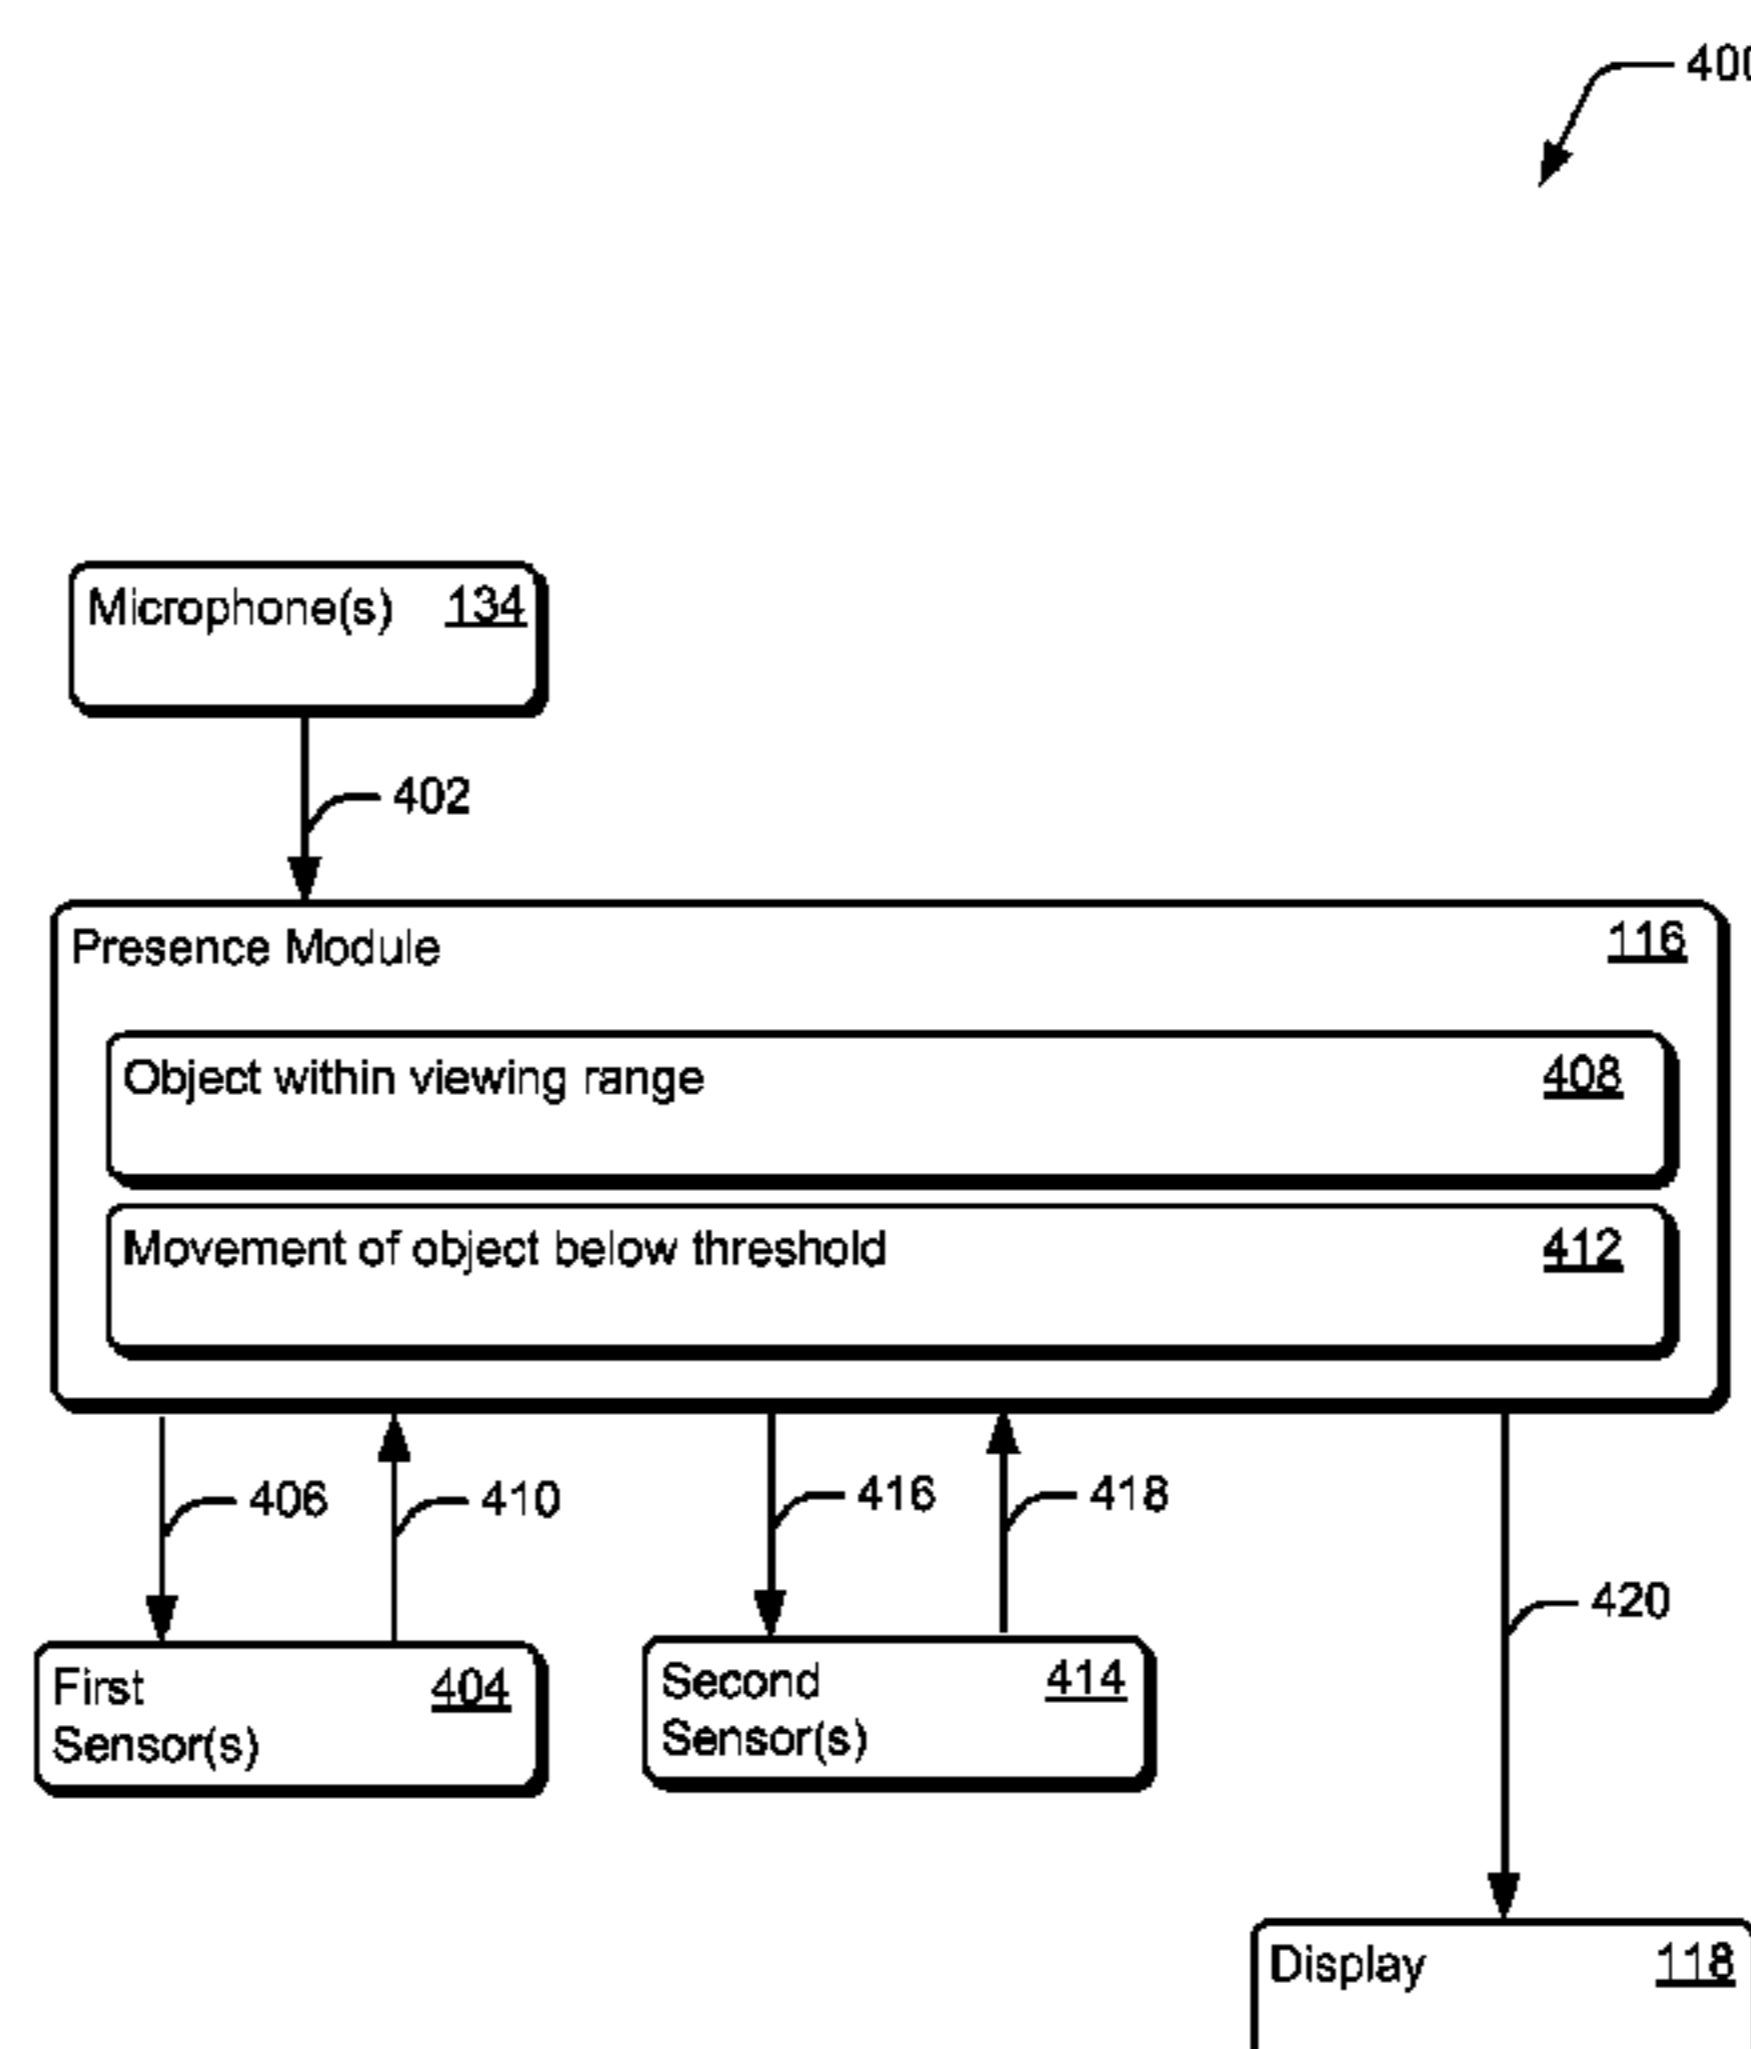 400
Microphone(s) 134
402
Presence Module 116
Object within viewing range 408
Movement of object below threshold 412
406 410 416 418
420
First 404
Sensor(s)
Second 414
Sensor(s)
Display 118